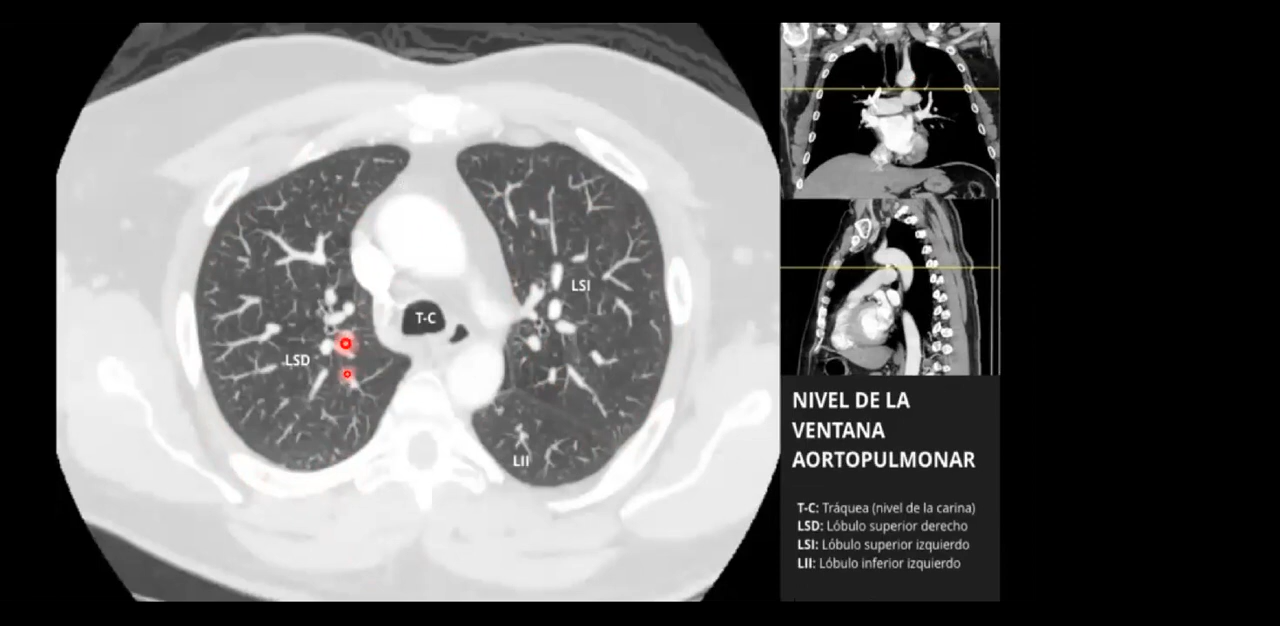 T-C
LSI
LSD
LII
NIVEL DE LA
VENTANA
AORTOPULMONAR
T-C: Tráquea (nivel de la carina)
LSD: Lóbulo superior derecho
LSI: Lóbulo superior izquierdo
LII: Lóbulo inferior izquierdo